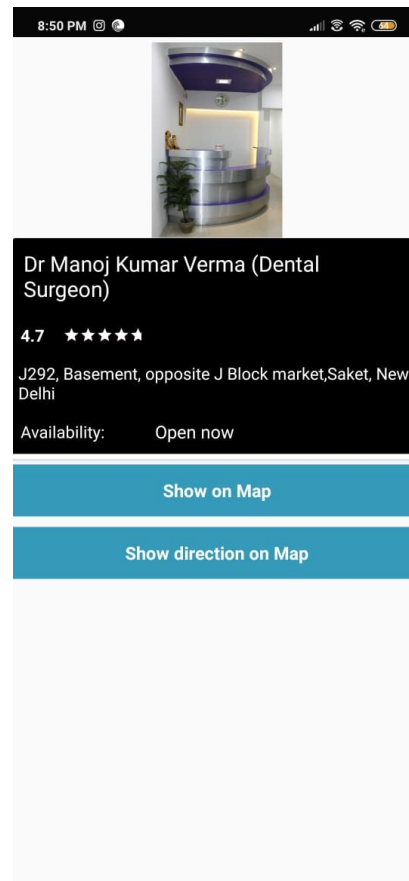 8:50 PM
54
Dr Manoj Kumar Verma (Dental
Surgeon)
4.7
J292, Basement, opposite J Block market,Saket, New
Delhi
Availability: Open now
Show on Map
Show direction on Map